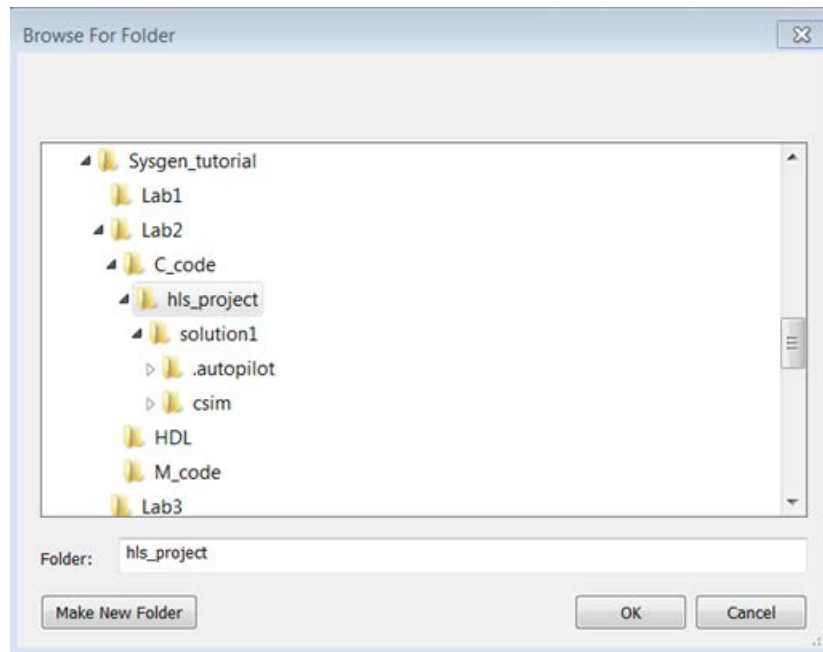 Browse For Folder
Sysgen_tutorial
Lab1
Lab2
C_code
hls_project
solution1
.autopilot
csim
HDL
M_code
Lab3
Folder: hls_project
Make New Folder OK Cancel